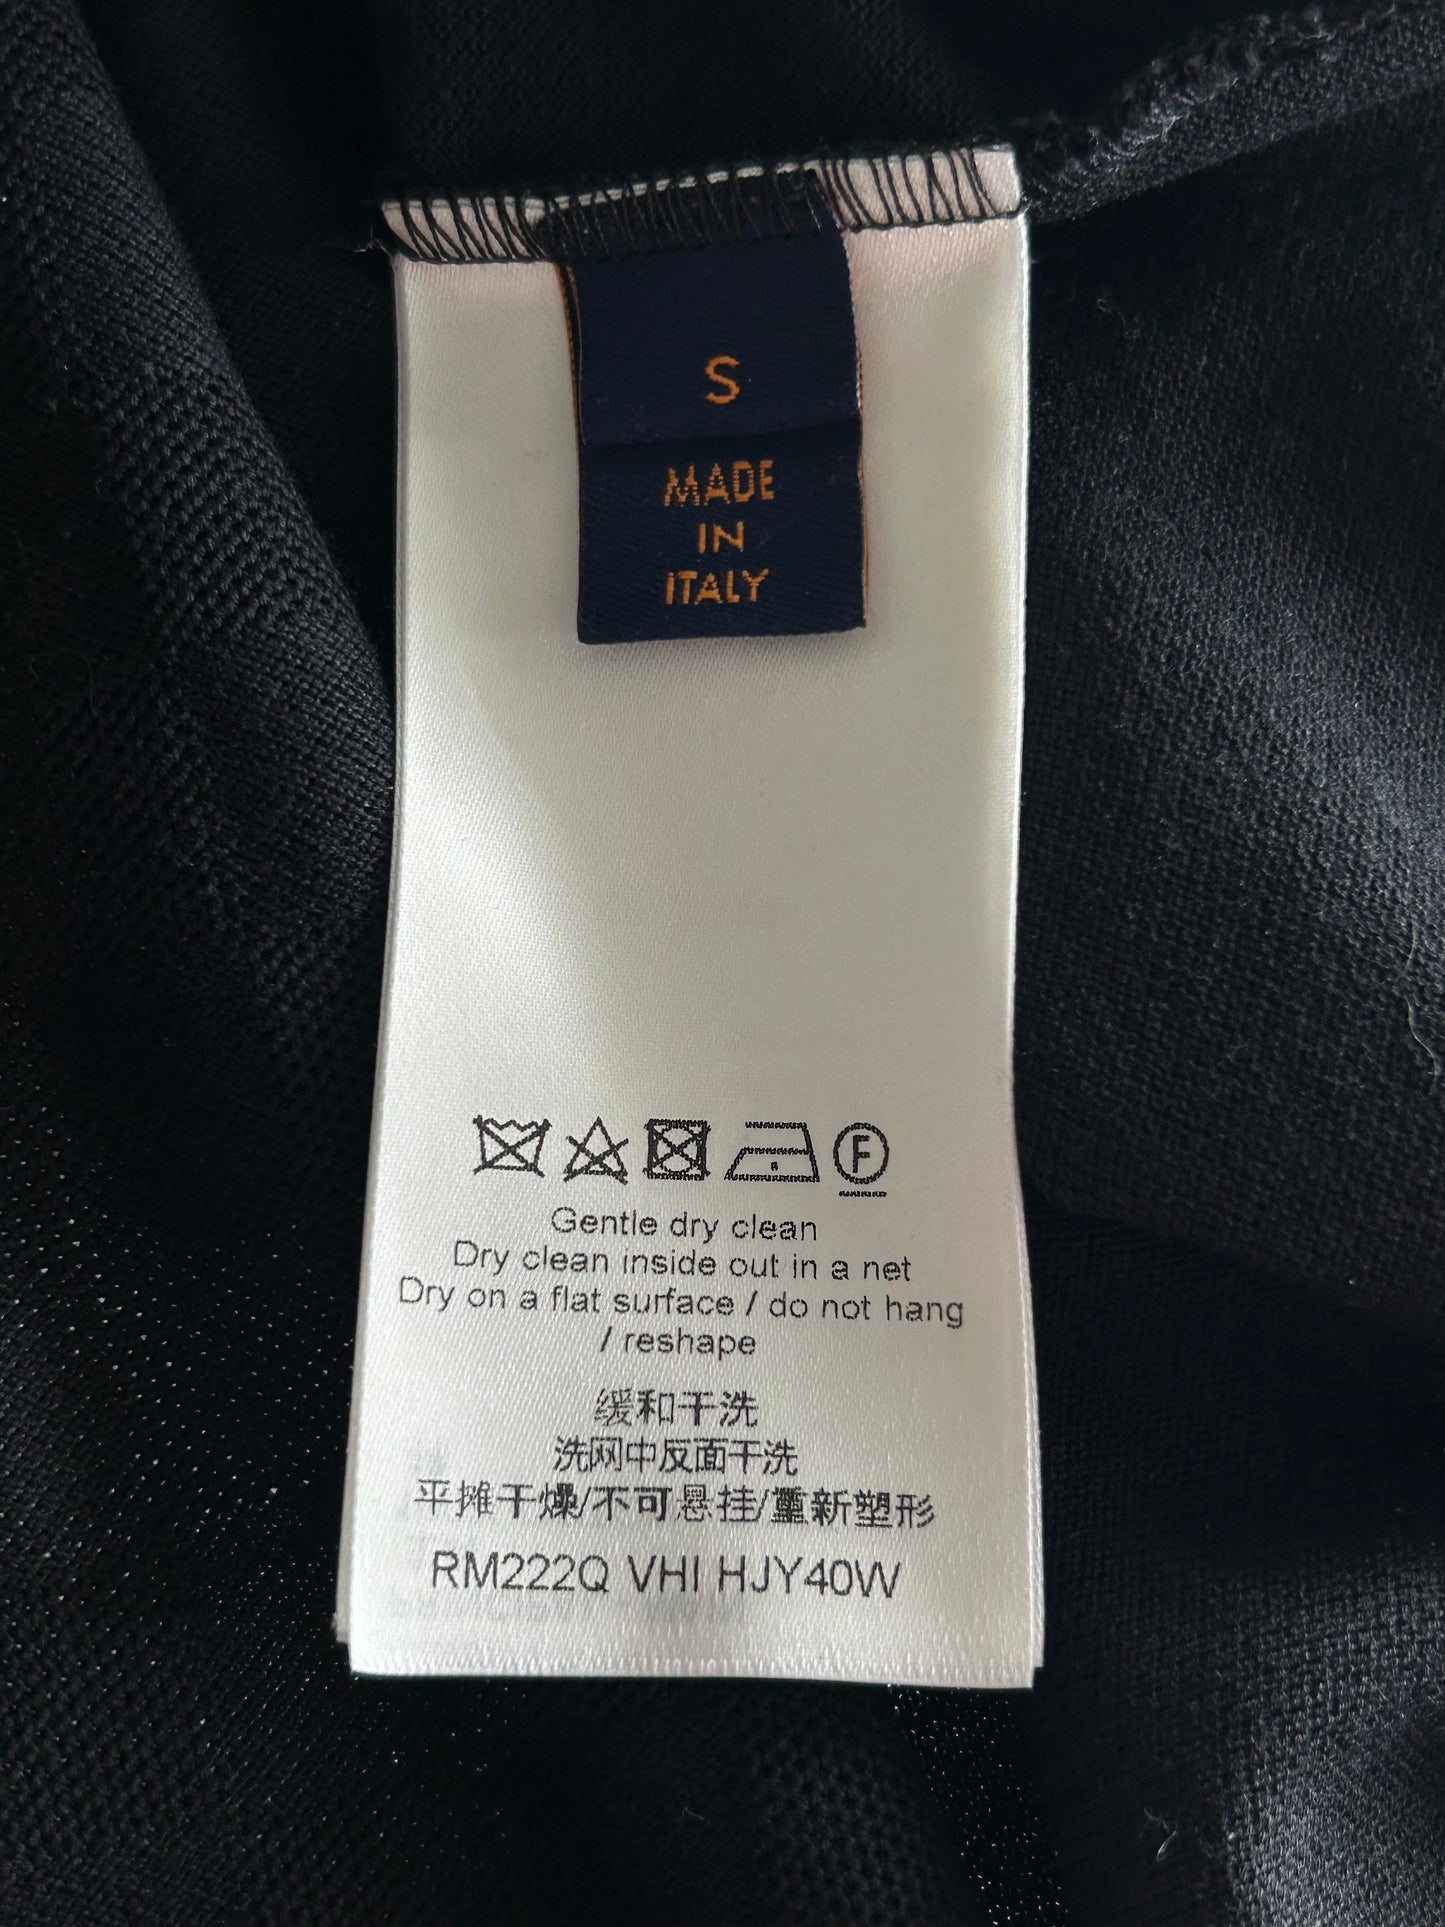 S
MADE
IN
ITALY
F
Gentle dry clean
Dry clean inside out in a net
Dry on a flat surface / do not hang
/ reshape
缓和干洗
洗网中反面干洗
平摊干燥/不可悬挂/重新塑形
RM222Q VHI HJY40W